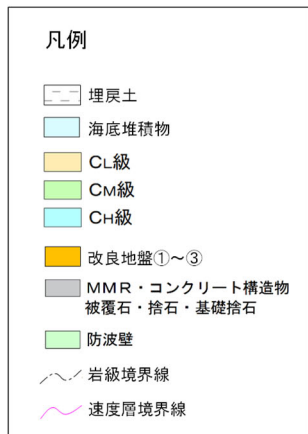 凡例
埋戻土
海底堆積物
CL級
CM級
CH級
改良地盤①~③
MMR・コンクリート構造物
被覆石・捨石・基礎捨石
防波壁
岩級境界線
速度層境界線